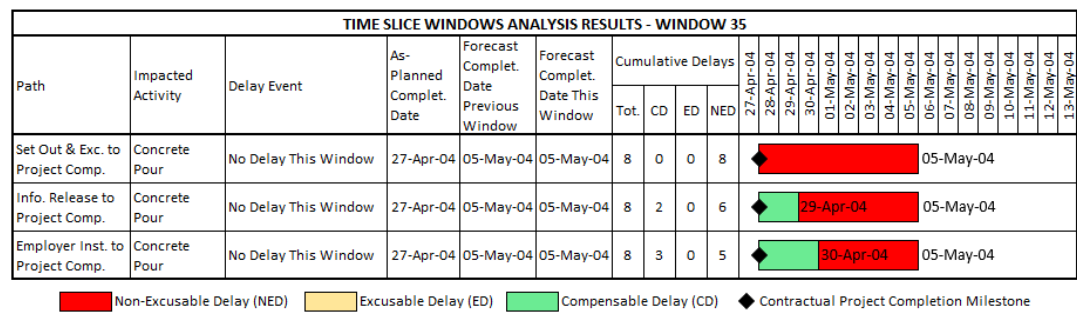 TIME SLICE WINDOWS ANALYSIS RESULTS - WINDOW 35
Path
Impacted
Activity
Delay Event
As-
Planned
Complet.
Date
Forecast
Complet.
Date
Previous
Window
Forecast
Complet.
Date This
Window
Cumulative Delays
Tot.
CD
ED
NED
27-Apr-04
28-Apr-04
29-Apr-04
30-Apr-04
01-May-04
02-May-04
03-May-04
04-May-04
05-May-04
06-May-04
07-May-04
08-May-04
09-May-04
10-May-04
11-May-04
12-May-04
13-May-04
Set Out & Exc. to
Project Comp.
Concrete
Pour
No Delay This Window
27-Apr-04
05-May-04
05-May-04
8
0
0
8
05-May-04
Info. Release to
Project Comp.
Concrete
Pour
No Delay This Window
27-Apr-04
05-May-04
05-May-04
8
2
0
6
29-Apr-04
05-May-04
Employer Inst. to
Project Comp.
Concrete
Pour
No Delay This Window
27-Apr-04
05-May-04
05-May-04
8
3
0
5
30-Apr-04
05-May-04
Non-Excusable Delay (NED)
Excusable Delay (ED)
Compensable Delay (CD)
Contractual Project Completion Milestone